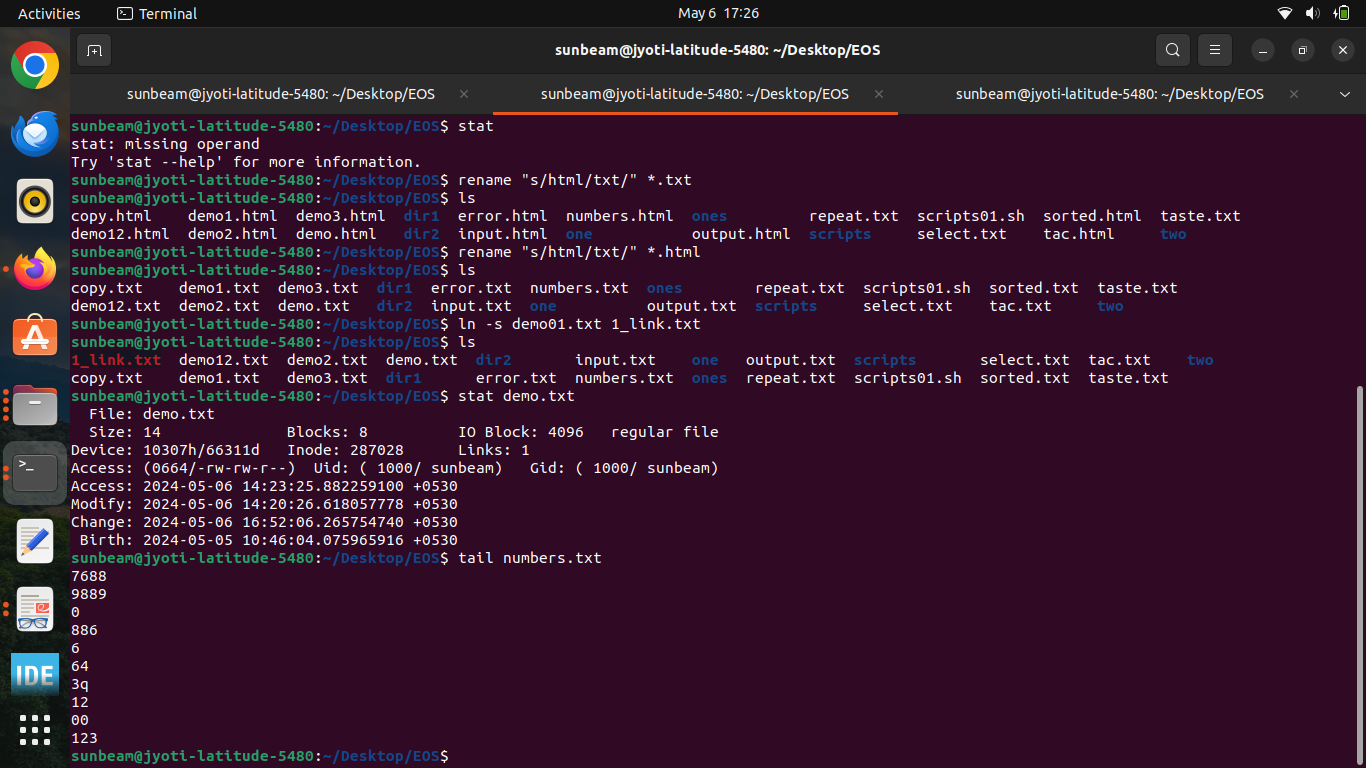 Activities Terminal May 6 17:26
sunbeam@jyoti-latitude-5480: ~/Desktop/EOS
sunbeam@jyoti-latitude-5480: ~/Desktop/EOS sunbeam@jyoti-latitude-5480: ~/Desktop/EOS sunbeam@jyoti-latitude-5480: ~/Desktop/EOS
sunbeam@jyoti-latitude-5480:~/Desktop/EOS$ stat
stat: missing operand
Try 'stat --help' for more information.
sunbeam@jyoti-latitude-5480:~/Desktop/EOS$ rename "s/html/txt/" *.txt
sunbeam@jyoti-latitude-5480:~/Desktop/EOS$ ls
copy.html    demo1.html  demo3.html  dir1  error.html  numbers.html  ones         repeat.txt  scripts01.sh  sorted.html  taste.txt
demo12.html  demo2.html  demo.html   dir2  input.html  one           output.html  scripts     select.txt    tac.html     two
sunbeam@jyoti-latitude-5480:~/Desktop/EOS$ rename "s/html/txt/" *.html
sunbeam@jyoti-latitude-5480:~/Desktop/EOS$ ls
copy.txt    demo1.txt  demo3.txt  dir1  error.txt  numbers.txt  ones        repeat.txt  scripts01.sh  sorted.txt  taste.txt
demo12.txt  demo2.txt  demo.txt   dir2  input.txt  one          output.txt  scripts     select.txt    tac.txt     two
sunbeam@jyoti-latitude-5480:~/Desktop/EOS$ ln -s demo01.txt 1_link.txt
sunbeam@jyoti-latitude-5480:~/Desktop/EOS$ ls
1_link.txt  demo12.txt  demo2.txt  demo.txt  dir2       input.txt    one   output.txt  scripts       select.txt  tac.txt    two
copy.txt    demo1.txt   demo3.txt  dir1      error.txt  numbers.txt  ones  repeat.txt  scripts01.sh  sorted.txt  taste.txt
sunbeam@jyoti-latitude-5480:~/Desktop/EOS$ stat demo.txt
  File: demo.txt
  Size: 14              Blocks: 8          IO Block: 4096   regular file
Device: 10307h/66311d   Inode: 287028      Links: 1
Access: (0664/-rw-rw-r--)  Uid: ( 1000/ sunbeam)   Gid: ( 1000/ sunbeam)
Access: 2024-05-06 14:23:25.882259100 +0530
Modify: 2024-05-06 14:20:26.618057778 +0530
Change: 2024-05-06 16:52:06.265754740 +0530
 Birth: 2024-05-05 10:46:04.075965916 +0530
sunbeam@jyoti-latitude-5480:~/Desktop/EOS$ tail numbers.txt
7688
9889
0
886
6
64
3q
12
00
123
sunbeam@jyoti-latitude-5480:~/Desktop/EOS$
IDE